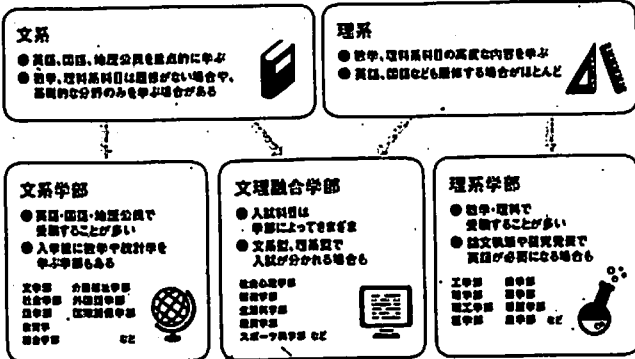 文系
● 英語、国語、地歴公民を重点的に学ぶ
● 数学、理科系科目は履修がない場合や、
基礎的な分野のみを学ぶ場合がある
理系
● 数学、理科系科目の高度な内容を学ぶ
● 英語、国語なども履修する場合がほとんど
文系学部
● 英語・国語・地歴公民で
受験することが多い
● 入学後に数学や統計学を
学ぶ学部もある
文学部
社会学部 外国語学部
法学部
など
文理融合学部
● 入試科目は
学部によってさまざま
● 文系型、理系型で
入試が分かれる場合も
社会心理学部
教育学部
スポーツ科学部 など
理系学部
● 数学・理科で
受験することが多い
● 論文執筆や研究発表で
英語が必要になる場合も
工学部
理学部
理工学部
農学部 など